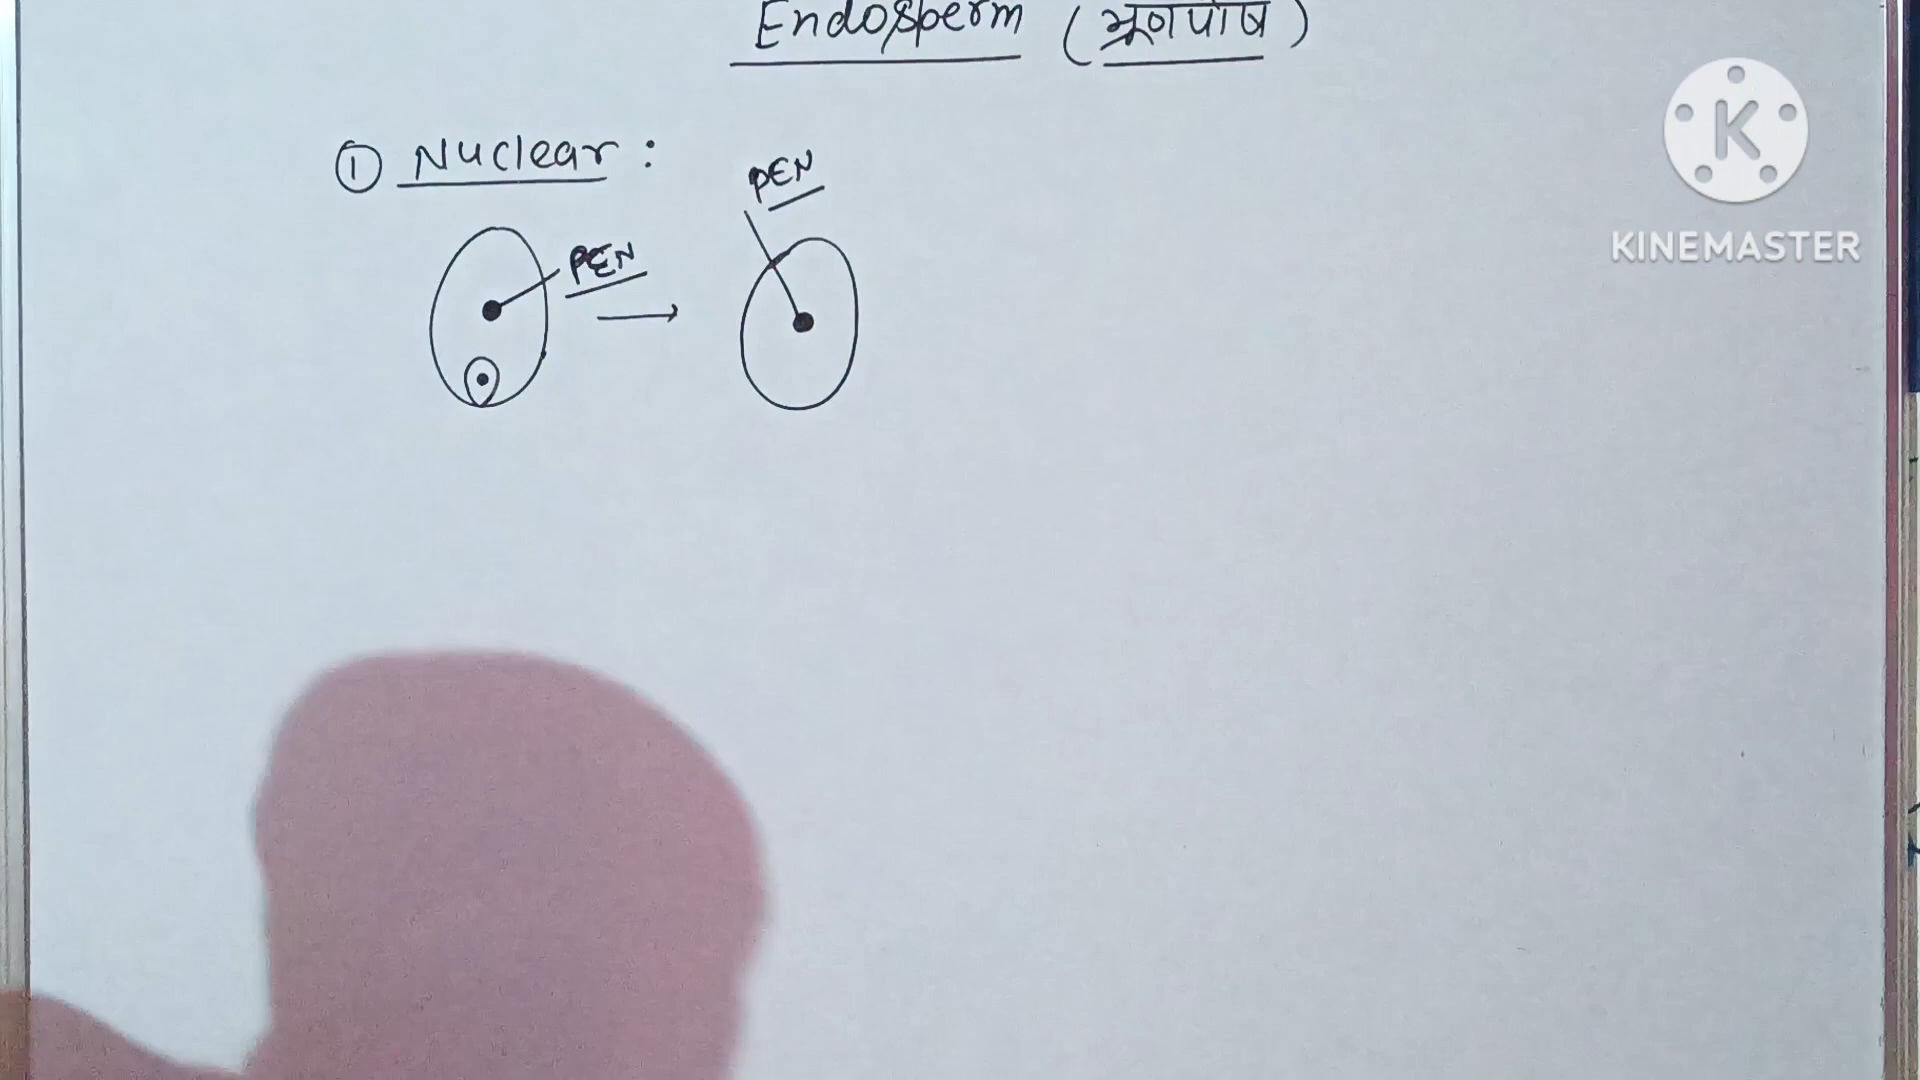 Endosperm (भ्रूणपोष)
① Nuclear :
PEN
PEN
K
KINEMASTER